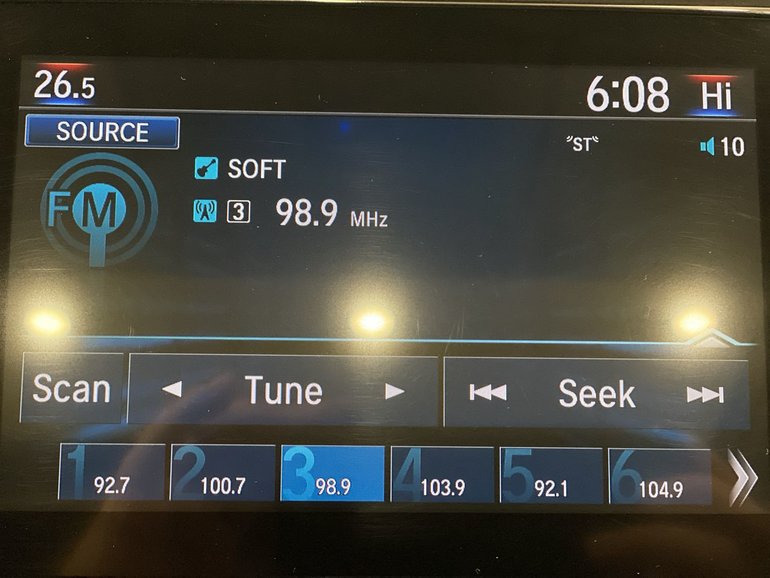 26.5 6:08 Hi
SOURCE "ST" 10
FM SOFT
3 98.9 MHz
Scan Tune Seek
1 92.7 2 100.7 3 98.9 4 103.9 5 92.1 6 104.9